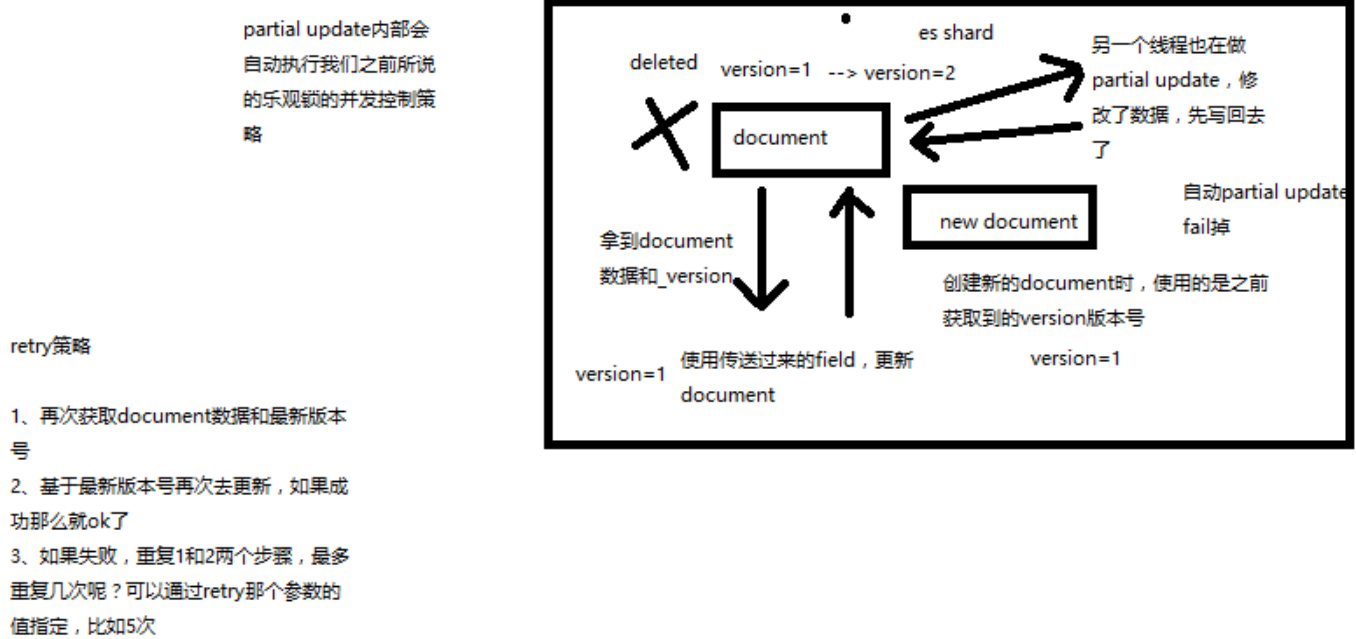 partial update内部会
自动执行我们之前所说
的乐观锁的并发控制策
略
es shard
deleted
version=1 --> version=2
另一个线程也在做
partial update，修
改了数据，先写回去
了
document
new document
自动partial update
fail掉
拿到document
数据和_version
创建新的document时，使用的是之前
获取到的version版本号
version=1
version=1
使用传送过来的field，更新
document
retry策略
1、再次获取document数据和最新版本
号
2、基于最新版本号再次去更新，如果成
功那么就ok了
3、如果失败，重复1和2两个步骤，最多
重复几次呢？可以通过retry那个参数的
值指定，比如5次